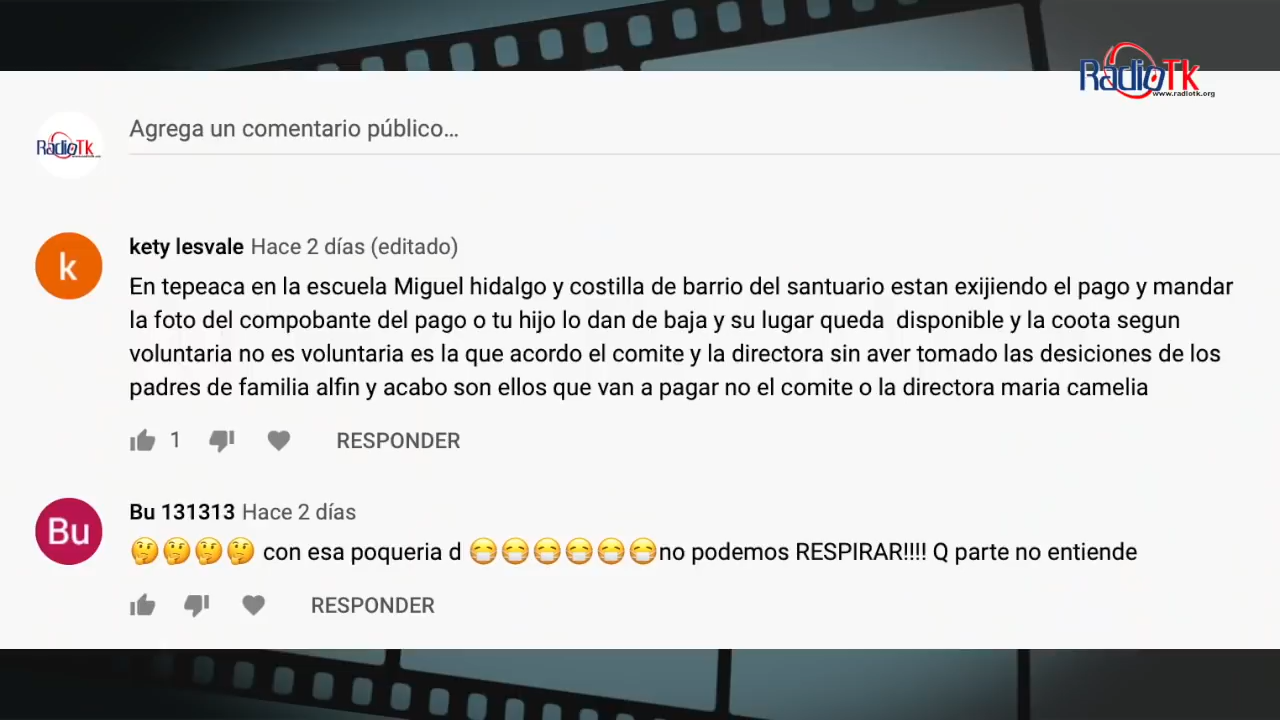 RadioTk
www.radiotk.org
RadioTk
Agrega un comentario público...
kety lesvale Hace 2 días (editado)
En tepeaca en la escuela Miguel hidalgo y costilla de barrio del santuario estan exijiendo el pago y mandar
la foto del compobante del pago o tu hijo lo dan de baja y su lugar queda disponible y la coota segun
voluntaria no es voluntaria es la que acordo el comite y la directora sin aver tomado las desiciones de los
padres de familia alfin y acabo son ellos que van a pagar no el comite o la directora maria camelia
1 RESPONDER
k
Bu 131313 Hace 2 días
Bu
🤔🤔🤔🤔 con esa poqueria d 😷😷😷😷😷😷no podemos RESPIRAR!!!! Q parte no entiende
RESPONDER